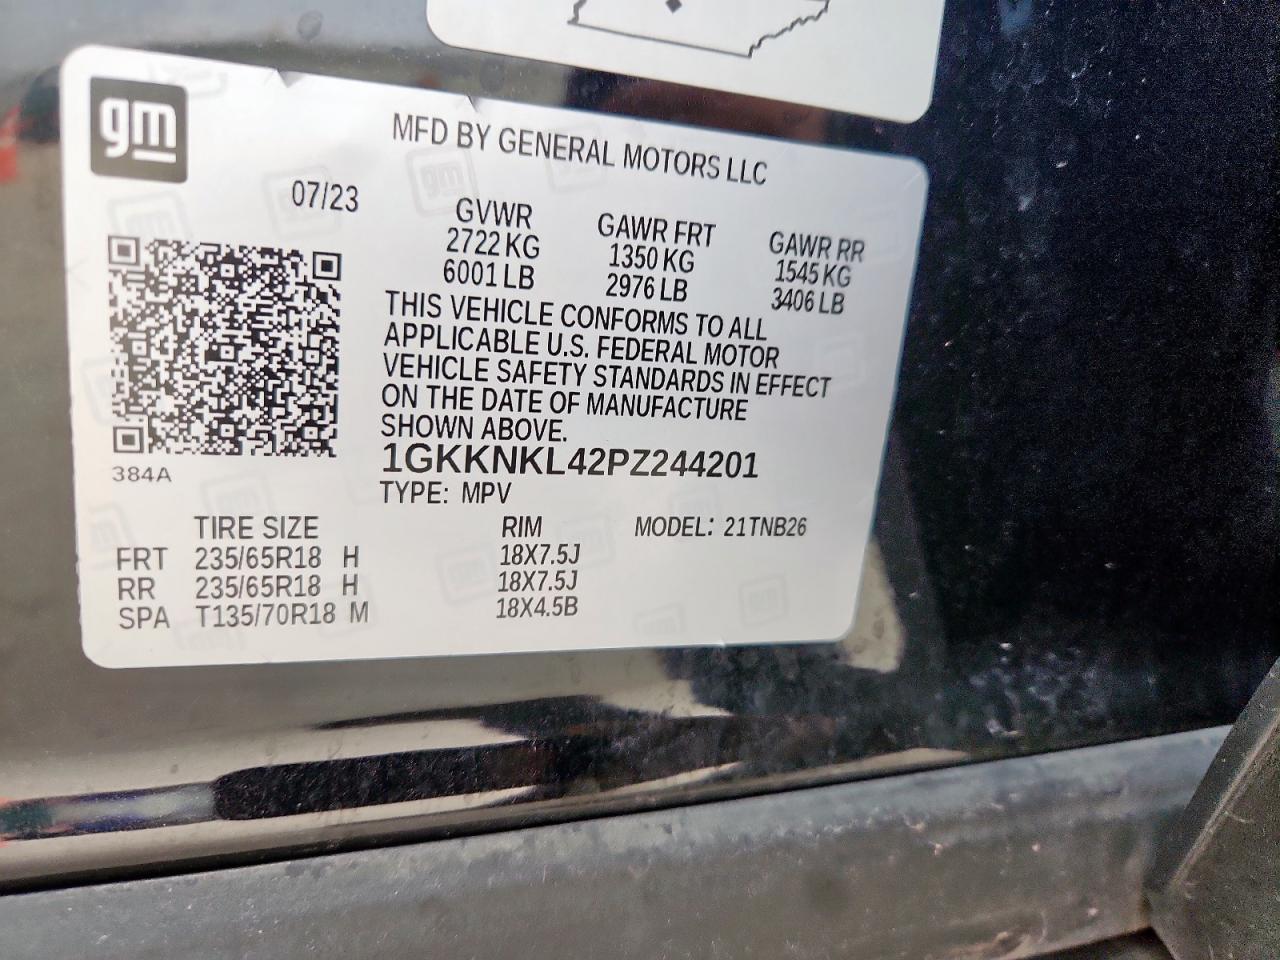 gm
MFD BY GENERAL MOTORS LLC
07/23
GVWR GAWR FRT GAWR RR
2722 KG 1350 KG 1545 KG
6001 LB 2976 LB 3406 LB
THIS VEHICLE CONFORMS TO ALL
APPLICABLE U.S. FEDERAL MOTOR
VEHICLE SAFETY STANDARDS IN EFFECT
ON THE DATE OF MANUFACTURE
SHOWN ABOVE.
384A
1GKKNKL42PZ244201
TYPE: MPV
TIRE SIZE RIM MODEL: 21TNB26
FRT 235/65R18 H 18X7.5J
RR 235/65R18 H 18X7.5J
SPA T135/70R18 M 18X4.5B